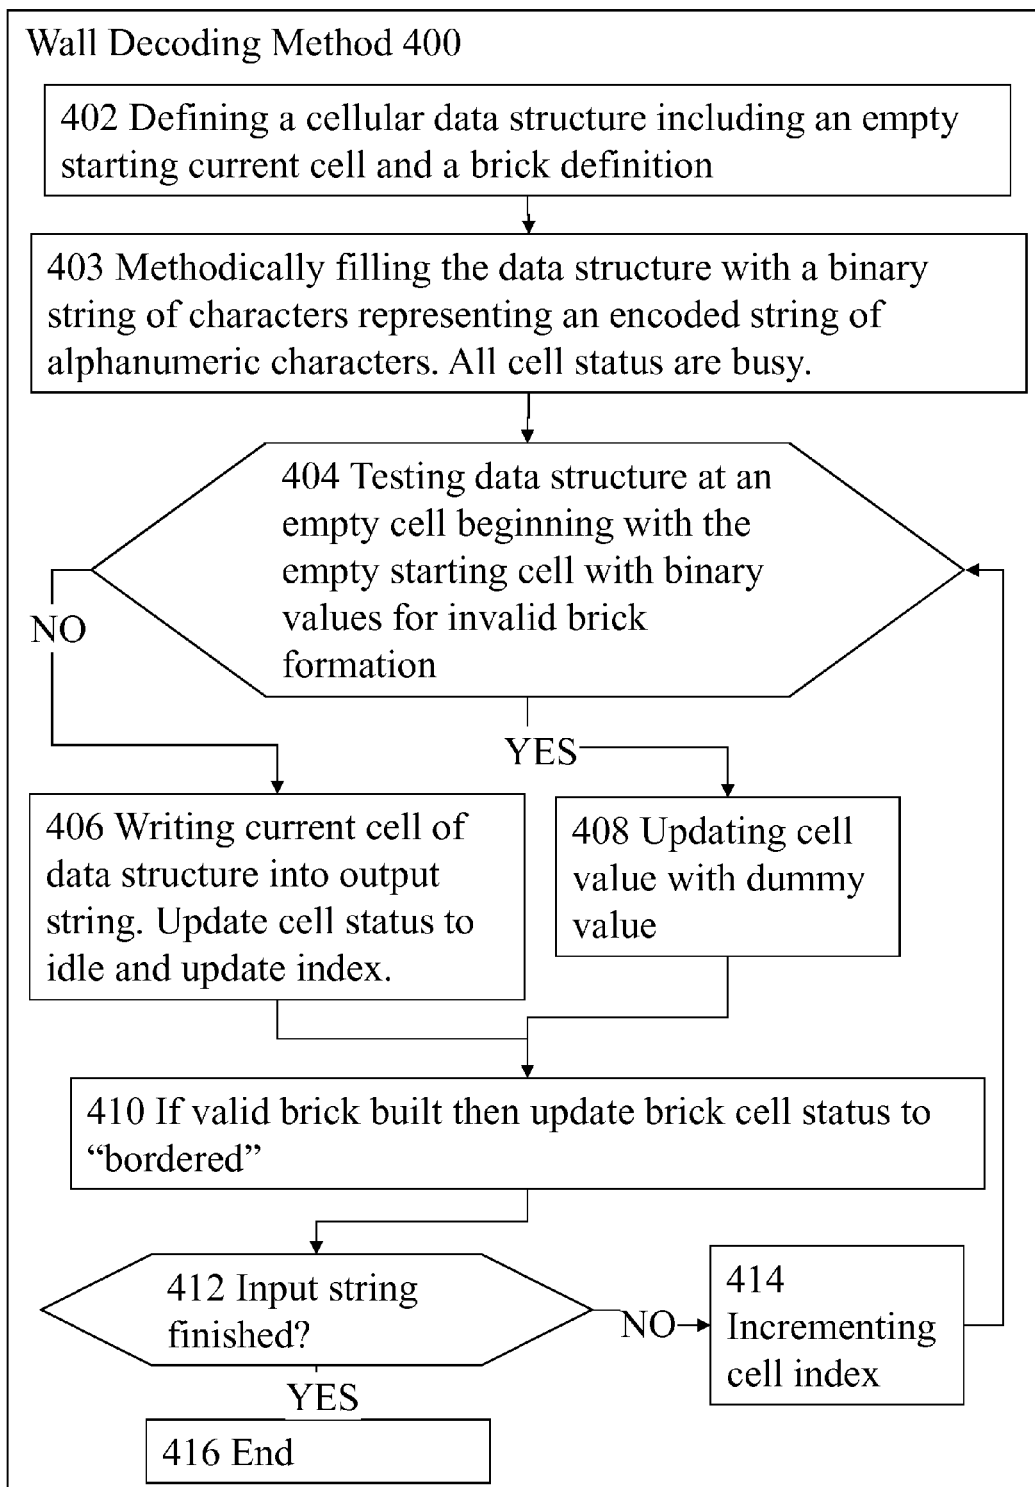 Wall Decoding Method 400
402 Defining a cellular data structure including an empty
starting current cell and a brick definition
403 Methodically filling the data structure with a binary
string of characters representing an encoded string of
alphanumeric characters. All cell status are busy.
404 Testing data structure at an
empty cell beginning with the
empty starting cell with binary
values for invalid brick
formation
NO
YES
406 Writing current cell of
data structure into output
string. Update cell status to
idle and update index.
408 Updating cell
value with dummy
value
410 If valid brick built then update brick cell status to
“bordered”
412 Input string
finished?
NO
414
Incrementing
cell index
YES
416 End